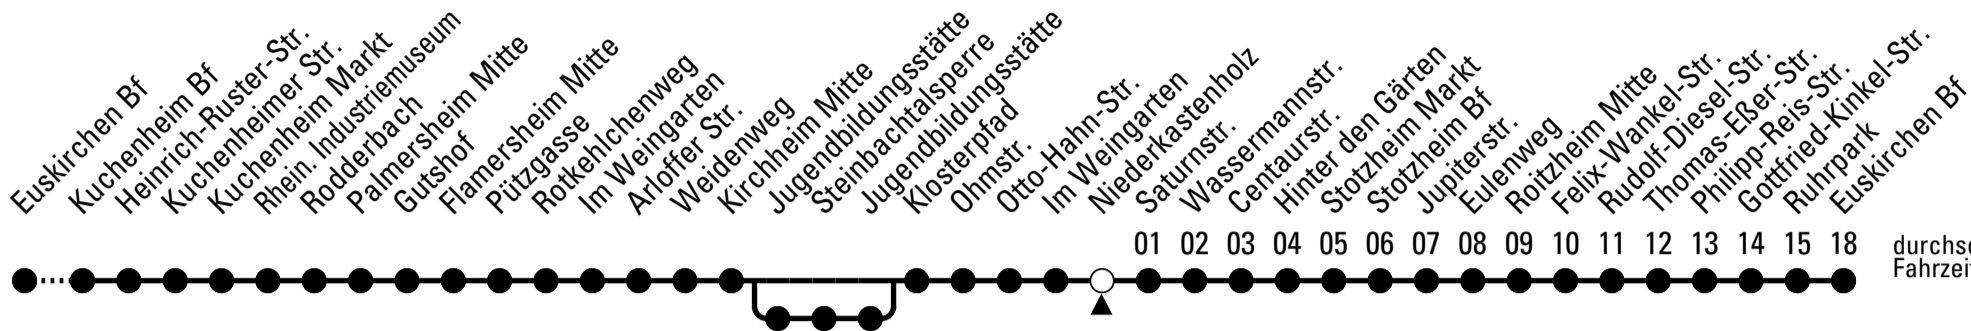 Euskirchen Bf
Kuchenheim Bf
Heinrich-Ruster-Str.
Kuchenheimer Str.
Kuchenheim Markt
Rhein. Industriemuseum
Rodderbach
Palmersheim Mitte
Gutshof
Flamersheim Mitte
Pützgasse
Rotkehlchenweg
Im Weingarten
Arloffer Str.
Weidenweg
Kirchheim Mitte
Jugendbildungsstätte
Steinbachtalsperre
Jugendbildungsstätte
Klosterpfad
Ohmstr.
Otto-Hahn-Str.
Im Weingarten
Niederkastenholz
Saturnstr.
Wassermannstr.
Centaurstr.
Hinter den Gärten
Stotzheim Markt
Stotzheim Bf
Jupiterstr.
Eulenweg
Roitzheim Mitte
Felix-Wankel-Str.
Rudolf-Diesel-Str.
Thomas-Eßer-Str.
Philipp-Reis-Str.
Gottfried-Kinkel-Str.
Ruhrpark
Euskirchen Bf
01 02 03 04 05 06 07 08 09 10 11 12 13 14 15 18
durchsc
Fahrzeit